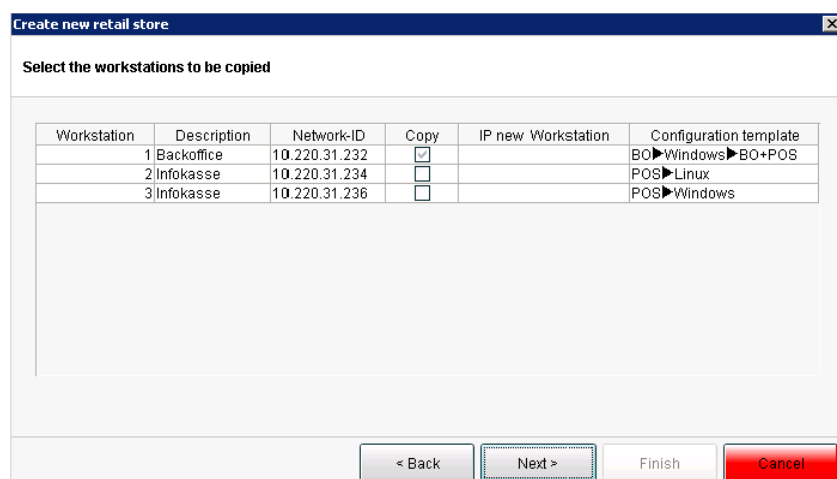 Create new retail store
Select the workstations to be copied
Workstation Description Network-ID Copy IP new Workstation Configuration template
1 Backoffice 10.220.31.232 BO▶Windows▶BO+POS
2 Infokasse 10.220.31.234 POS▶Linux
3 Infokasse 10.220.31.236 POS▶Windows
< Back Next > Finish Cancel